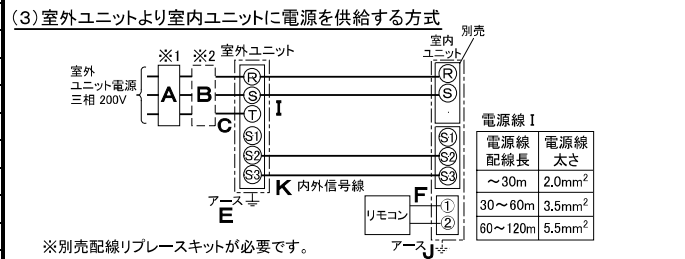 (3)室外ユニットより室内ユニットに電源を供給する方式
※1
※2
室外ユニット
室内
ユニット
別売
室外
ユニット電源
三相 200V
A
B
C
R
S
T
S1
S2
S3
I
R
S
S1
S2
S3
K 内外信号線
アース
E
リモコン
F
①
②
アース
J
電源線 I
電源線
配線長
電源線
太さ
~30m 2.0mm²
30~60m 3.5mm²
60~120m 5.5mm²
※別売配線リプレースキットが必要です。